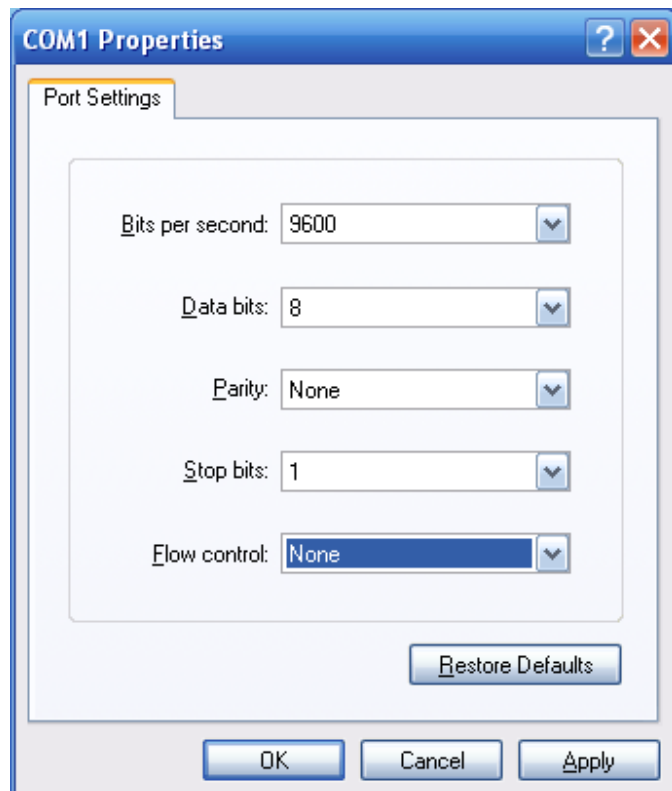 COM1 Properties
?
Port Settings
Bits per second: 9600
Data bits: 8
Parity: None
Stop bits: 1
Flow control: None
Restore Defaults
OK Cancel Apply